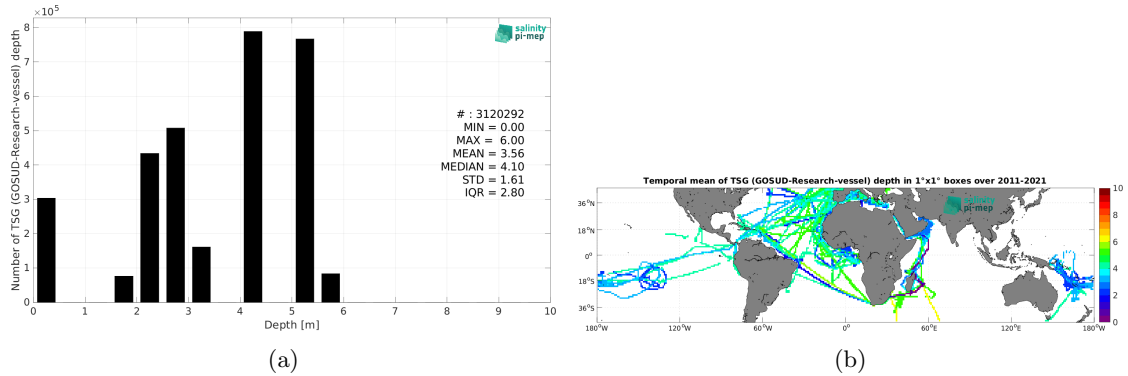 ×10⁵
8
7
6
5
4
3
2
1
0
Number of TSG (GOSUD-Research-vessel) depth
salinity
pi-mep
# : 3120292
MIN = 0.00
MAX = 6.00
MEAN = 3.56
MEDIAN = 4.10
STD = 1.61
IQR = 2.80
0 1 2 3 4 5 6 7 8 9 10
Depth [m]
(a)
Temporal mean of TSG (GOSUD-Research-vessel) depth in 1°x1° boxes over 2011-2021
salinity
pi-mep
36°N
18°N
0°
18°S
36°S
180°W 120°W 60°W 0° 60°E 120°E 180°E
10
8
6
4
2
0
(b)